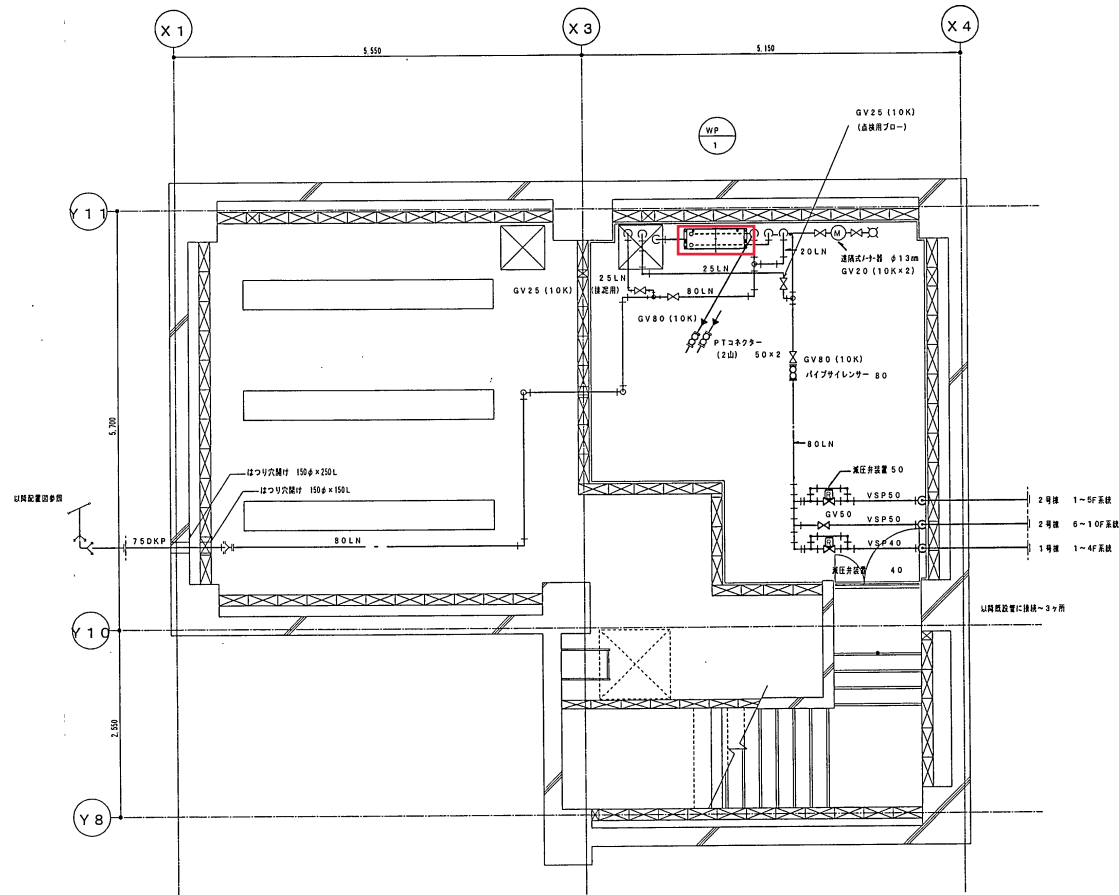 X1
X3
X4
5,550
5,150
GV25 (10K)
(点検用ブロー)
WP
1
Y11
M
20LN
遠隔式メーター器 φ13mm
GV20 (10K×2)
25LN
25LN
GV25 (10K)
80LN
GV80 (10K)
PTコネクター
(2山) 50×2
GV80 (10K)
パイプサイレンサー 80
5,700
80LN
はつり穴開け 150φ×250L
はつり穴開け 150φ×150L
減圧弁装置 50
R
以降配置図参照
VSP50
2号棟 1~5F系統
GV50
VSP50
2号棟 6~10F系統
75DKP
80LN
R
VSP40
1号棟 1~4F系統
減圧弁装置 40
以降既設管に接続~3ヶ所
Y10
2,550
Y8